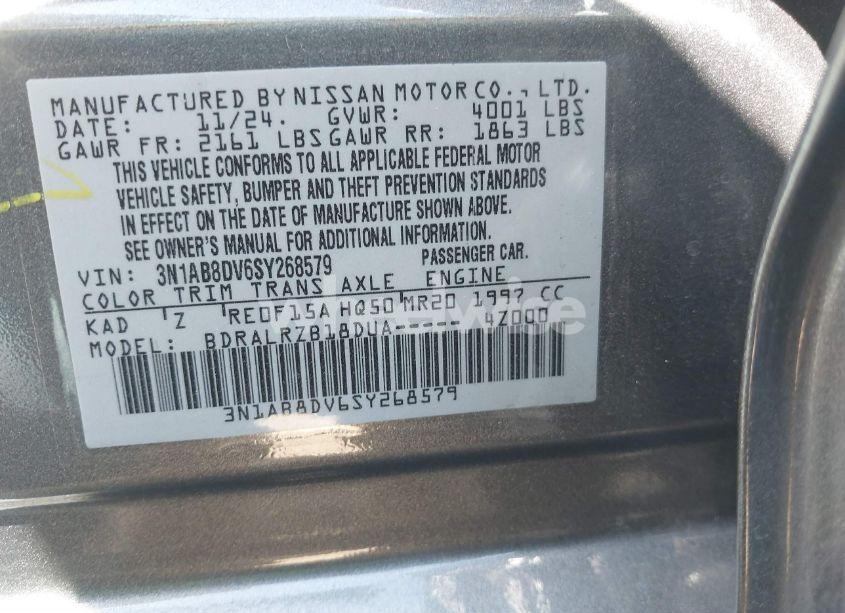 MANUFACTURED BY NISSAN MOTOR CO., LTD.
DATE: 11/24. GVWR: 4001 LBS
GAWR FR: 2161 LBS GAWR RR: 1863 LBS
THIS VEHICLE CONFORMS TO ALL APPLICABLE FEDERAL MOTOR
VEHICLE SAFETY, BUMPER AND THEFT PREVENTION STANDARDS
IN EFFECT ON THE DATE OF MANUFACTURE SHOWN ABOVE.
SEE OWNER'S MANUAL FOR ADDITIONAL INFORMATION.
PASSENGER CAR.
VIN: 3N1AB8DV6SY268579
COLOR TRIM TRANS AXLE ENGINE
KAD Z RE0F15A HQ50 MR20 1997 CC
MODEL: BDRALRZB18DUA------ 4Z000
3N1AB8DV6SY268579